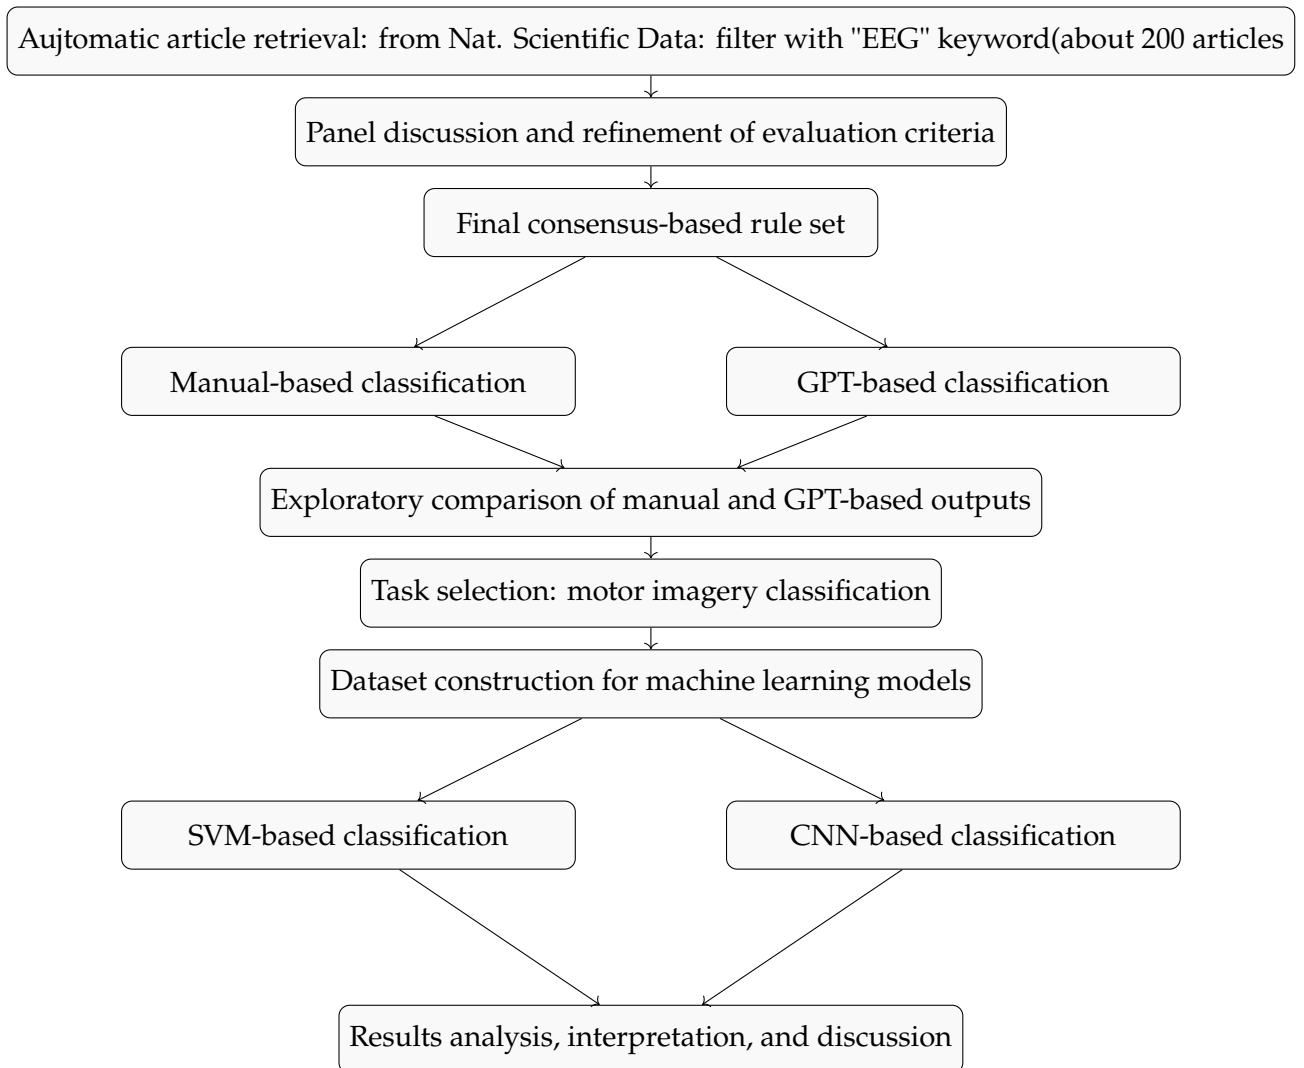 Aujtomatic article retrieval: from Nat. Scientific Data: filter with "EEG" keyword(about 200 articles
Panel discussion and refinement of evaluation criteria
Final consensus-based rule set
Manual-based classification
GPT-based classification
Exploratory comparison of manual and GPT-based outputs
Task selection: motor imagery classification
Dataset construction for machine learning models
SVM-based classification
CNN-based classification
Results analysis, interpretation, and discussion